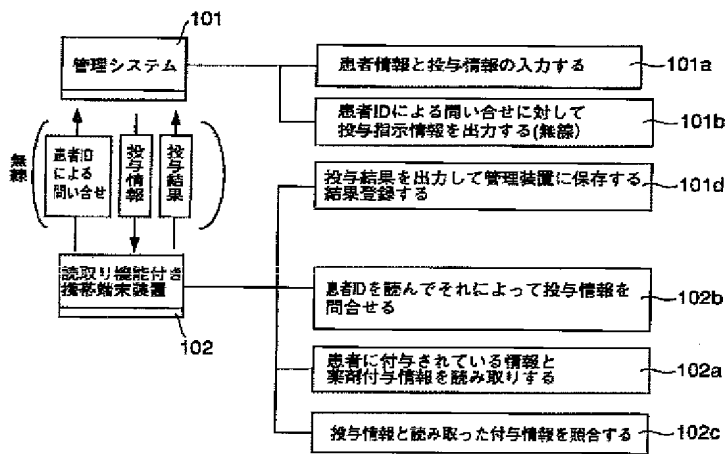 101
管理システム
患者情報と投与情報の入力する
101a
患者IDによる問い合せに対して
投与指示情報を出力する(無線)
101b
無線
患者ID
による
問い合せ
投与情報
投与結果
投与結果を出力して管理装置に保存する
結果登録する
101d
読取り機能付き
携帯端末装置
102
患者IDを読んでそれによって投与情報を
問合せる
102b
患者に付与されている情報と
薬剤付与情報を読み取りする
102a
投与情報と読み取った付与情報を照合する
102c